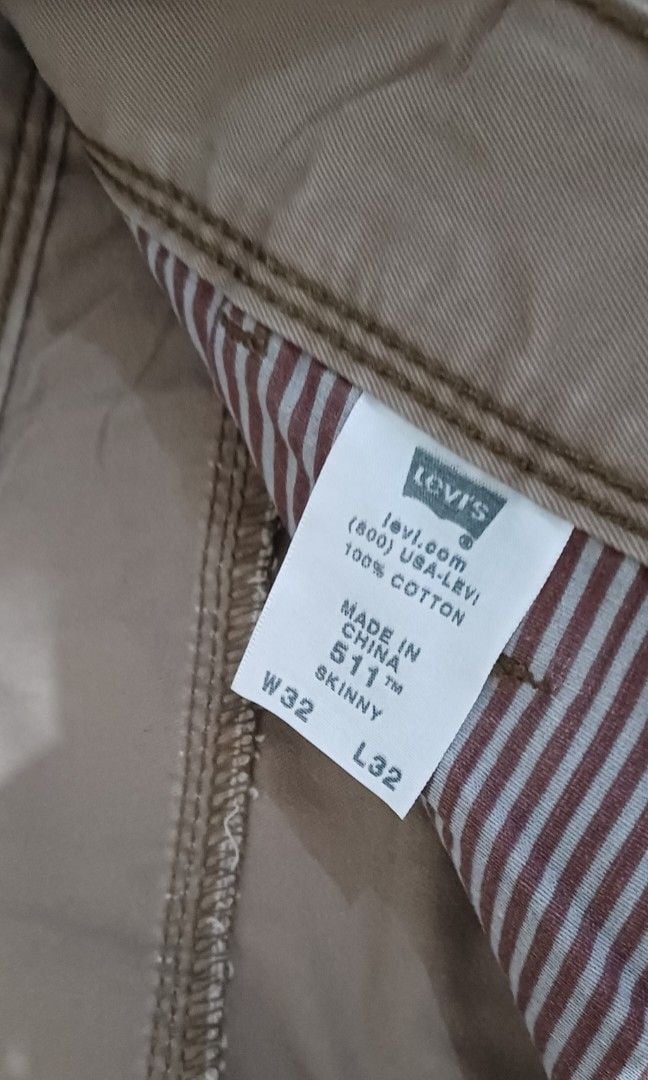 Levi's
®
levi.com
(800) USA-LEVI
100% COTTON
MADE IN
CHINA
511™
SKINNY
W32 L32